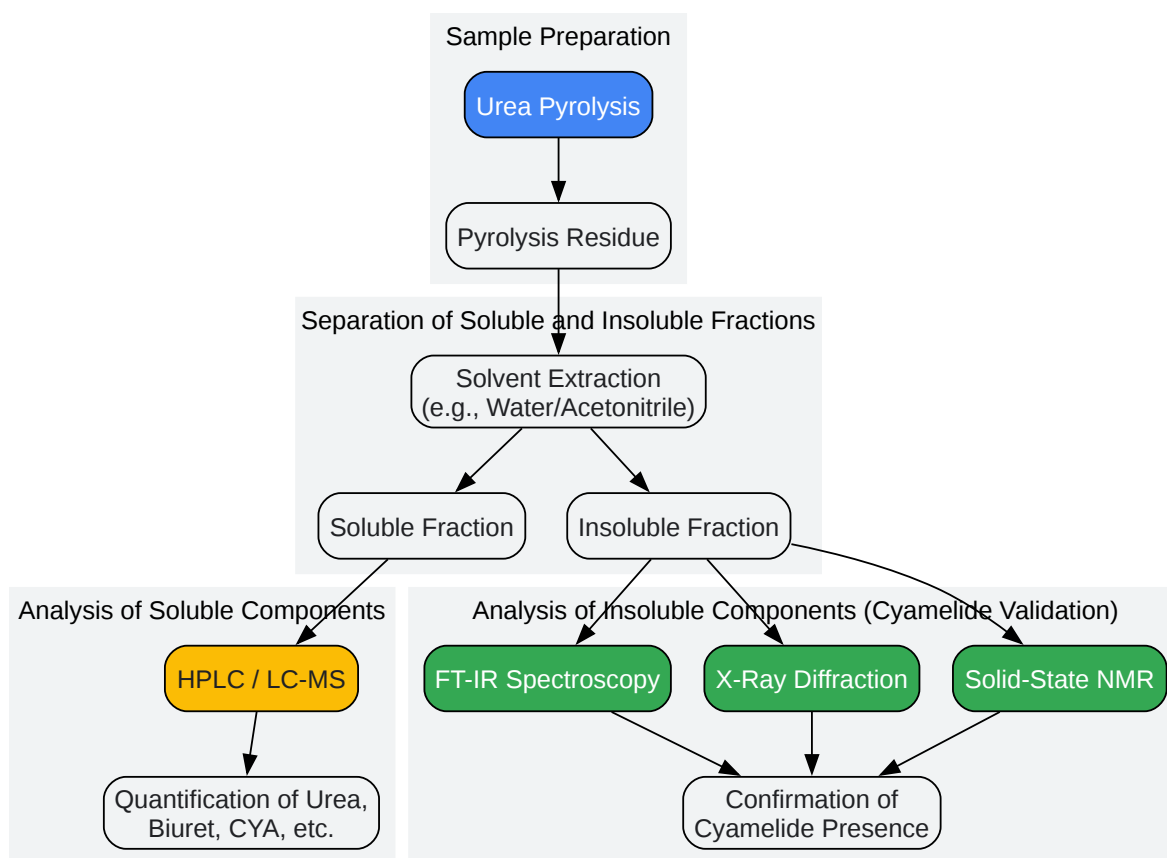 Sample Preparation
Urea Pyrolysis
Pyrolysis Residue
Separation of Soluble and Insoluble Fractions
Solvent Extraction
(e.g., Water/Acetonitrile)
Soluble Fraction
Insoluble Fraction
Analysis of Soluble Components
HPLC / LC-MS
Quantification of Urea,
Biuret, CYA, etc.
Analysis of Insoluble Components (Cyamelide Validation)
FT-IR Spectroscopy
X-Ray Diffraction
Solid-State NMR
Confirmation of
Cyamelide Presence